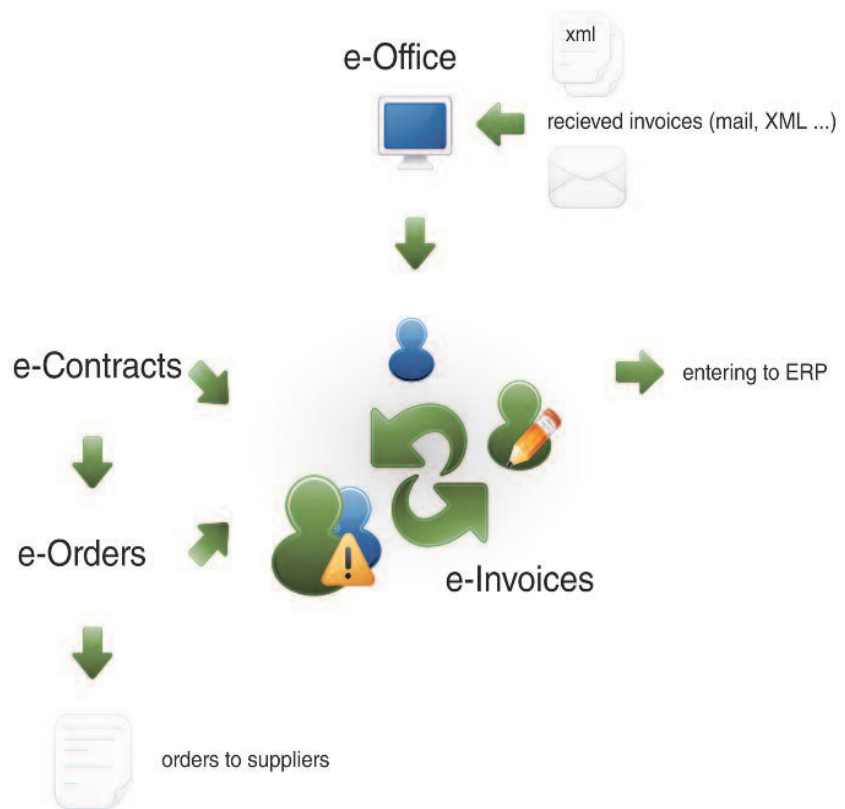 xml
e-Office
recieved invoices (mail, XML ...)
e-Contracts
entering to ERP
e-Orders
e-Invoices
orders to suppliers